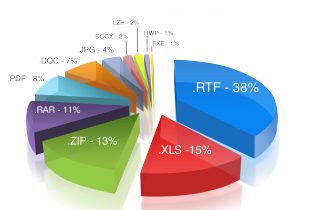 LZH - 2%
DOCX - 2%
HWP - 1%
EXE - 1%
JPG - 4%
DOC - 7%
.PDF - 8%
.RAR - 11%
.ZIP - 13%
.XLS -15%
.RTF - 38%